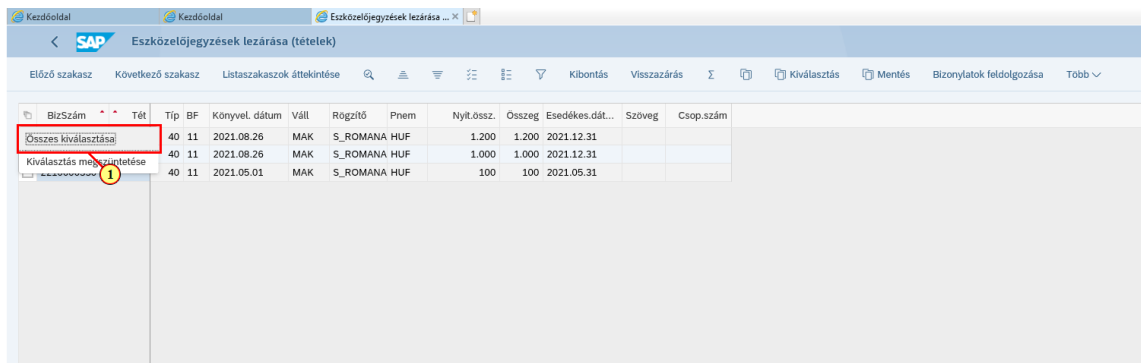 Kezdőoldal Kezdőoldal Eszközelőjegyzések lezárása ...
SAP Eszközelőjegyzések lezárása (tételek)
Előző szakasz Következő szakasz Listaszakaszok áttekintése Kibontás Visszazárás Σ Kiválasztás Mentés Bizonylatok feldolgozása Több
BizSzám Tét Típ BF Könyvel. dátum Váll Rögzítő Pnem Nyit.össz. Összeg Esedékes.dát... Szöveg Csop.szám
Összes kiválasztása 40 11 2021.08.26 MAK S_ROMANA HUF 1.200 1.200 2021.12.31
Kiválasztás megszüntetése 40 11 2021.08.26 MAK S_ROMANA HUF 1.000 1.000 2021.12.31
1 40 11 2021.05.01 MAK S_ROMANA HUF 100 100 2021.05.31